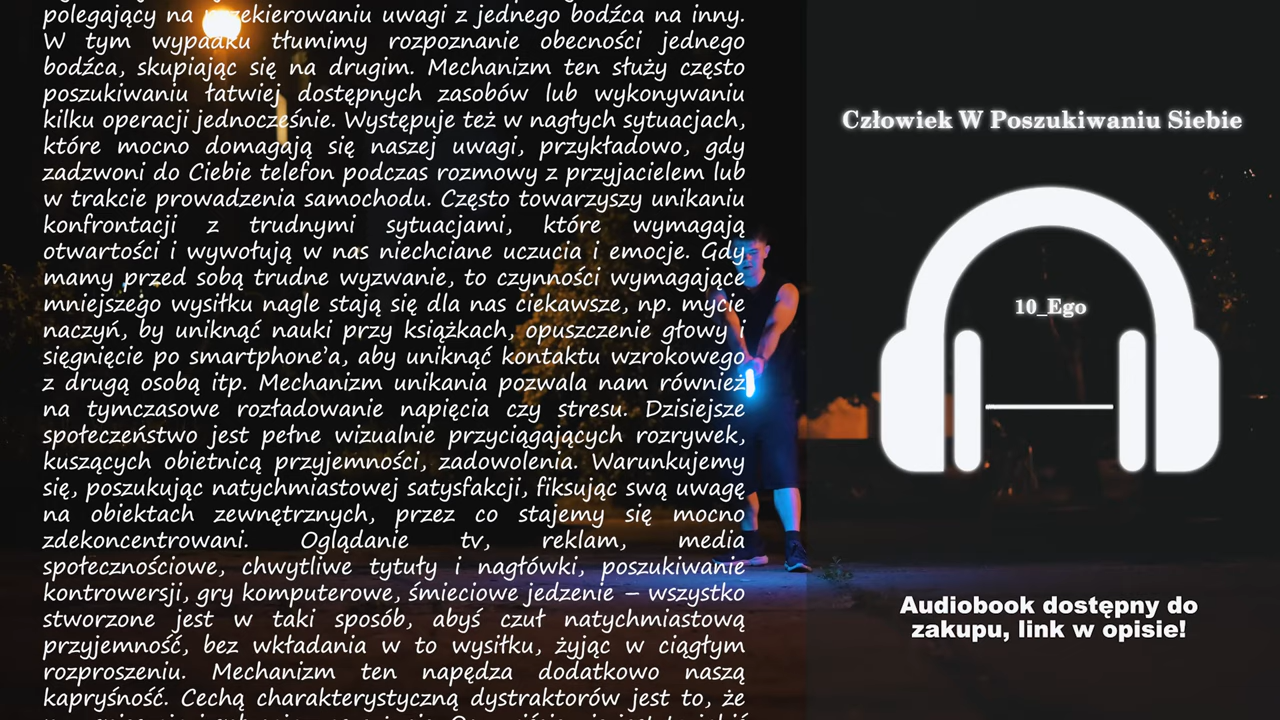 polegający na przekierowaniu uwagi z jednego bodźca na inny.
W tym wypadku tłumimy rozpoznanie obecności jednego
bodźca, skupiając się na drugim. Mechanizm ten służy często
poszukiwaniu łatwiej dostępnych zasobów lub wykonywaniu
kilku operacji jednocześnie. Występuje też w nagłych sytuacjach,
które mocno domagają się naszej uwagi, przykładowo, gdy
zadzwoni do Ciebie telefon podczas rozmowy z przyjacielem lub
w trakcie prowadzenia samochodu. Często towarzyszy unikaniu
konfrontacji z trudnymi sytuacjami, które wymagają
otwartości i wywołują w nas niechciane uczucia i emocje. Gdy
mamy przed sobą trudne wyzwanie, to czynności wymagające
mniejszego wysiłku nagle stają się dla nas ciekawsze, np. mycie
naczyń, by uniknąć nauki przy książkach, opuszczenie głowy i
sięgnięcie po smartphone’a, aby uniknąć kontaktu wzrokowego
z drugą osobą itp. Mechanizm unikania pozwala nam również
na tymczasowe rozładowanie napięcia czy stresu. Dzisiejsze
społeczeństwo jest pełne wizualnie przyciągających rozrywek,
kuszących obietnicą przyjemności, zadowolenia. Warunkujemy
się, poszukując natychmiastowej satysfakcji, fiksując swą uwagę
na obiektach zewnętrznych, przez co stajemy się mocno
zdekoncentrowani. Oglądanie tv, reklam, media
społecznościowe, chwytliwe tytuły i nagłówki, poszukiwanie
kontrowersji, gry komputerowe, śmieciowe jedzenie – wszystko
stworzone jest w taki sposób, abyś czuł natychmiastową
przyjemność, bez wkładania w to wysiłku, żyjąc w ciągłym
rozproszeniu. Mechanizm ten napędza dodatkowo naszą
kapryśność. Cechą charakterystyczną dystraktorów jest to, że
Człowiek W Poszukiwaniu Siebie
10_Ego
Audiobook dostępny do
zakupu, link w opisie!